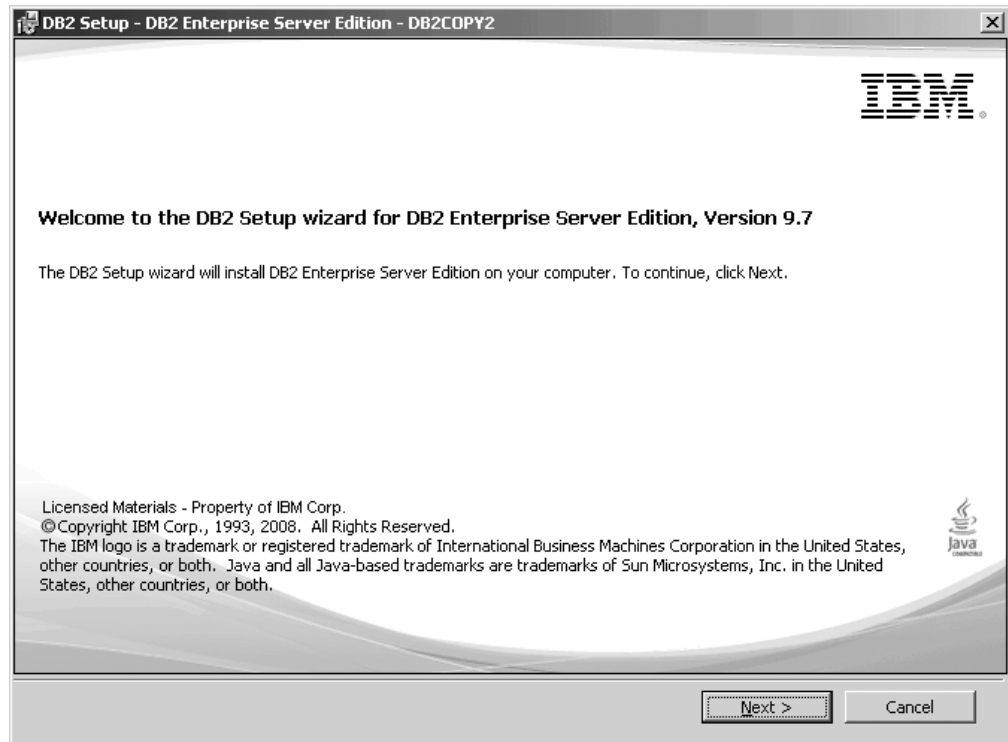 DB2 Setup - DB2 Enterprise Server Edition - DB2COPY2
IBM
Welcome to the DB2 Setup wizard for DB2 Enterprise Server Edition, Version 9.7
The DB2 Setup wizard will install DB2 Enterprise Server Edition on your computer. To continue, click Next.
Licensed Materials - Property of IBM Corp.
©Copyright IBM Corp., 1993, 2008. All Rights Reserved.
The IBM logo is a trademark or registered trademark of International Business Machines Corporation in the United States,
other countries, or both. Java and all Java-based trademarks are trademarks of Sun Microsystems, Inc. in the United
States, other countries, or both.
Java
COMPATIBLE
Next >
Cancel